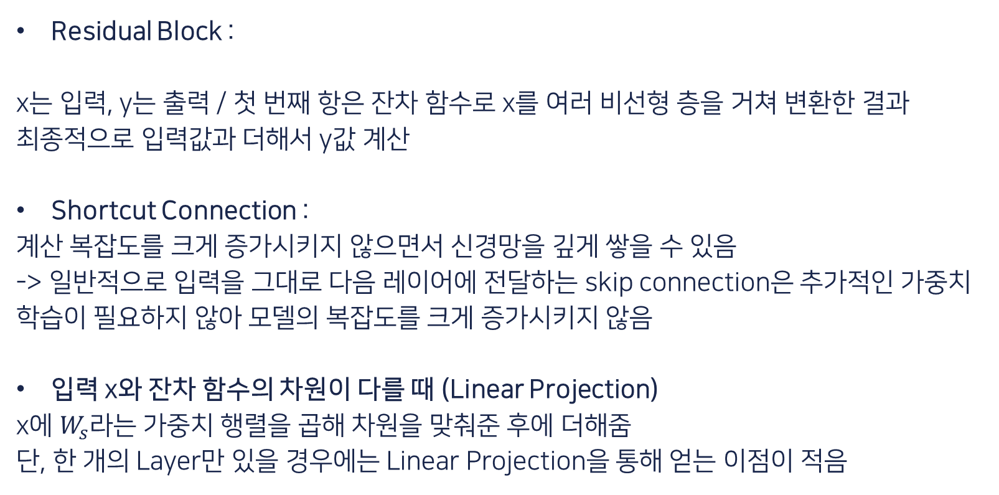 • Residual Block :
x는 입력, y는 출력 / 첫 번째 항은 잔차 함수로 x를 여러 비선형 층을 거쳐 변환한 결과
최종적으로 입력값과 더해서 y값 계산
• Shortcut Connection :
계산 복잡도를 크게 증가시키지 않으면서 신경망을 깊게 쌓을 수 있음
-> 일반적으로 입력을 그대로 다음 레이어에 전달하는 skip connection은 추가적인 가중치
학습이 필요하지 않아 모델의 복잡도를 크게 증가시키지 않음
• 입력 x와 잔차 함수의 차원이 다를 때 (Linear Projection)
x에 Wₛ라는 가중치 행렬을 곱해 차원을 맞춰준 후에 더해줌
단, 한 개의 Layer만 있을 경우에는 Linear Projection을 통해 얻는 이점이 적음